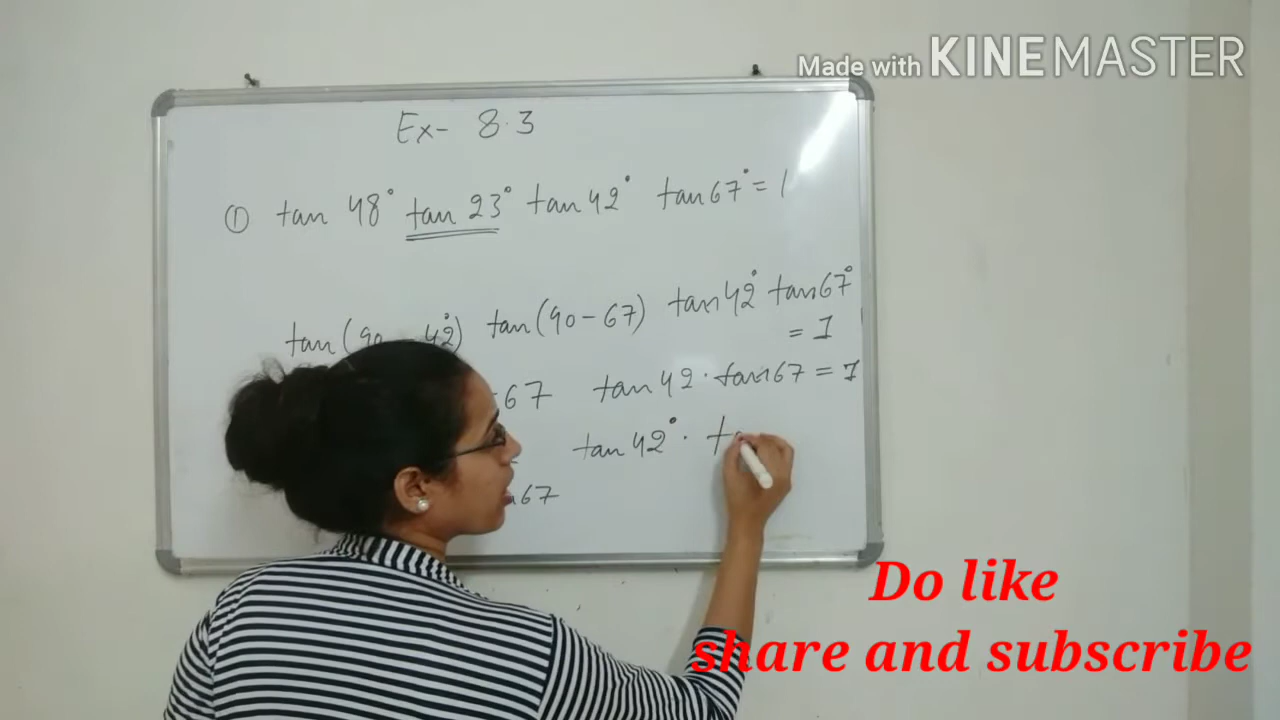 Made with KINEMASTER
Ex- 8.3
① tan 48° tan 23° tan 42° tan 67° = 1
tan (90 - 42°) tan (90 - 67) tan 42° tan 67°
= 1
67 tan 42 . tan 67 = 1
tan 42° .
67
Do like
share and subscribe